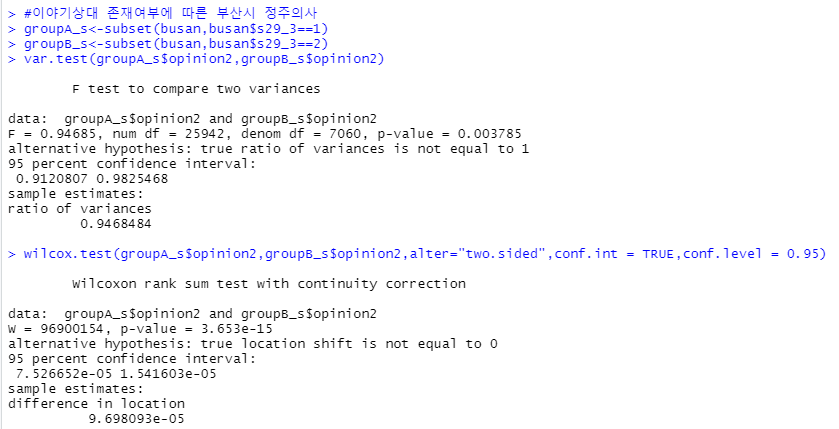 > #이야기상대 존재여부에 따른 부산시 정주의사
> groupA_s<-subset(busan,busan$s29_3==1)
> groupB_s<-subset(busan,busan$s29_3==2)
> var.test(groupA_s$opinion2,groupB_s$opinion2)
F test to compare two variances
data:  groupA_s$opinion2 and groupB_s$opinion2
F = 0.94685, num df = 25942, denom df = 7060, p-value = 0.003785
alternative hypothesis: true ratio of variances is not equal to 1
95 percent confidence interval:
0.9120807 0.9825468
sample estimates:
ratio of variances
0.9468484
> wilcox.test(groupA_s$opinion2,groupB_s$opinion2,alter="two.sided",conf.int = TRUE,conf.level = 0.95)
Wilcoxon rank sum test with continuity correction
data:  groupA_s$opinion2 and groupB_s$opinion2
W = 96900154, p-value = 3.653e-15
alternative hypothesis: true location shift is not equal to 0
95 percent confidence interval:
7.526652e-05 1.541603e-05
sample estimates:
difference in location
9.698093e-05